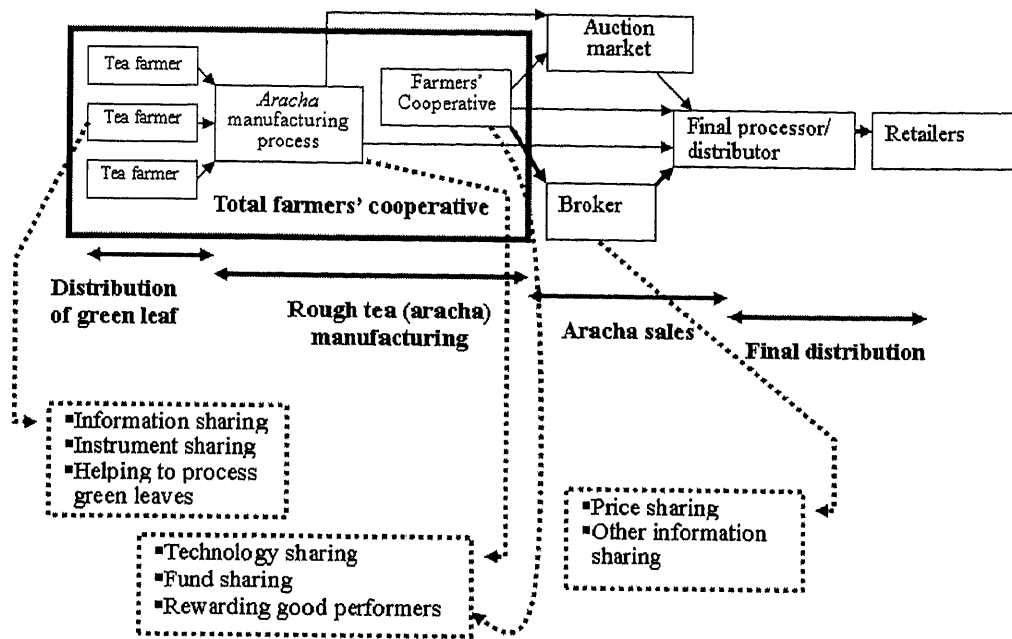 Auction
market
Tea farmer
Tea farmer
Tea farmer
Aracha
manufacturing
process
Farmers'
Cooperative
Final processor/
distributor
Retailers
Total farmers' cooperative
Broker
Distribution
of green leaf
Rough tea (aracha)
manufacturing
Aracha sales
Final distribution
▪Information sharing
▪Instrument sharing
▪Helping to process
green leaves
▪Technology sharing
▪Fund sharing
▪Rewarding good performers
▪Price sharing
▪Other information
sharing